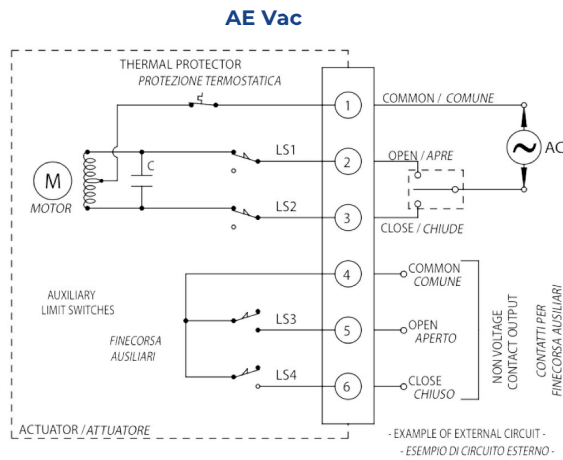 AE Vac
THERMAL PROTECTOR
PROTEZIONE TERMOSTATICA
1
COMMON / COMUNE
AC
LS1
2
OPEN / APRE
C
M
MOTOR
LS2
3
CLOSE / CHIUDE
4
COMMON
COMUNE
AUXILIARY
LIMIT SWITCHES
FINECORSA
AUSILIARI
LS3
5
OPEN
APERTO
LS4
6
CLOSE
CHIUSO
NON VOLTAGE
CONTACT OUTPUT
CONTATTI PER
FINECORSA AUSILIARI
ACTUATOR / ATTUATORE
- EXAMPLE OF EXTERNAL CIRCUIT -
- ESEMPIO DI CIRCUITO ESTERNO -